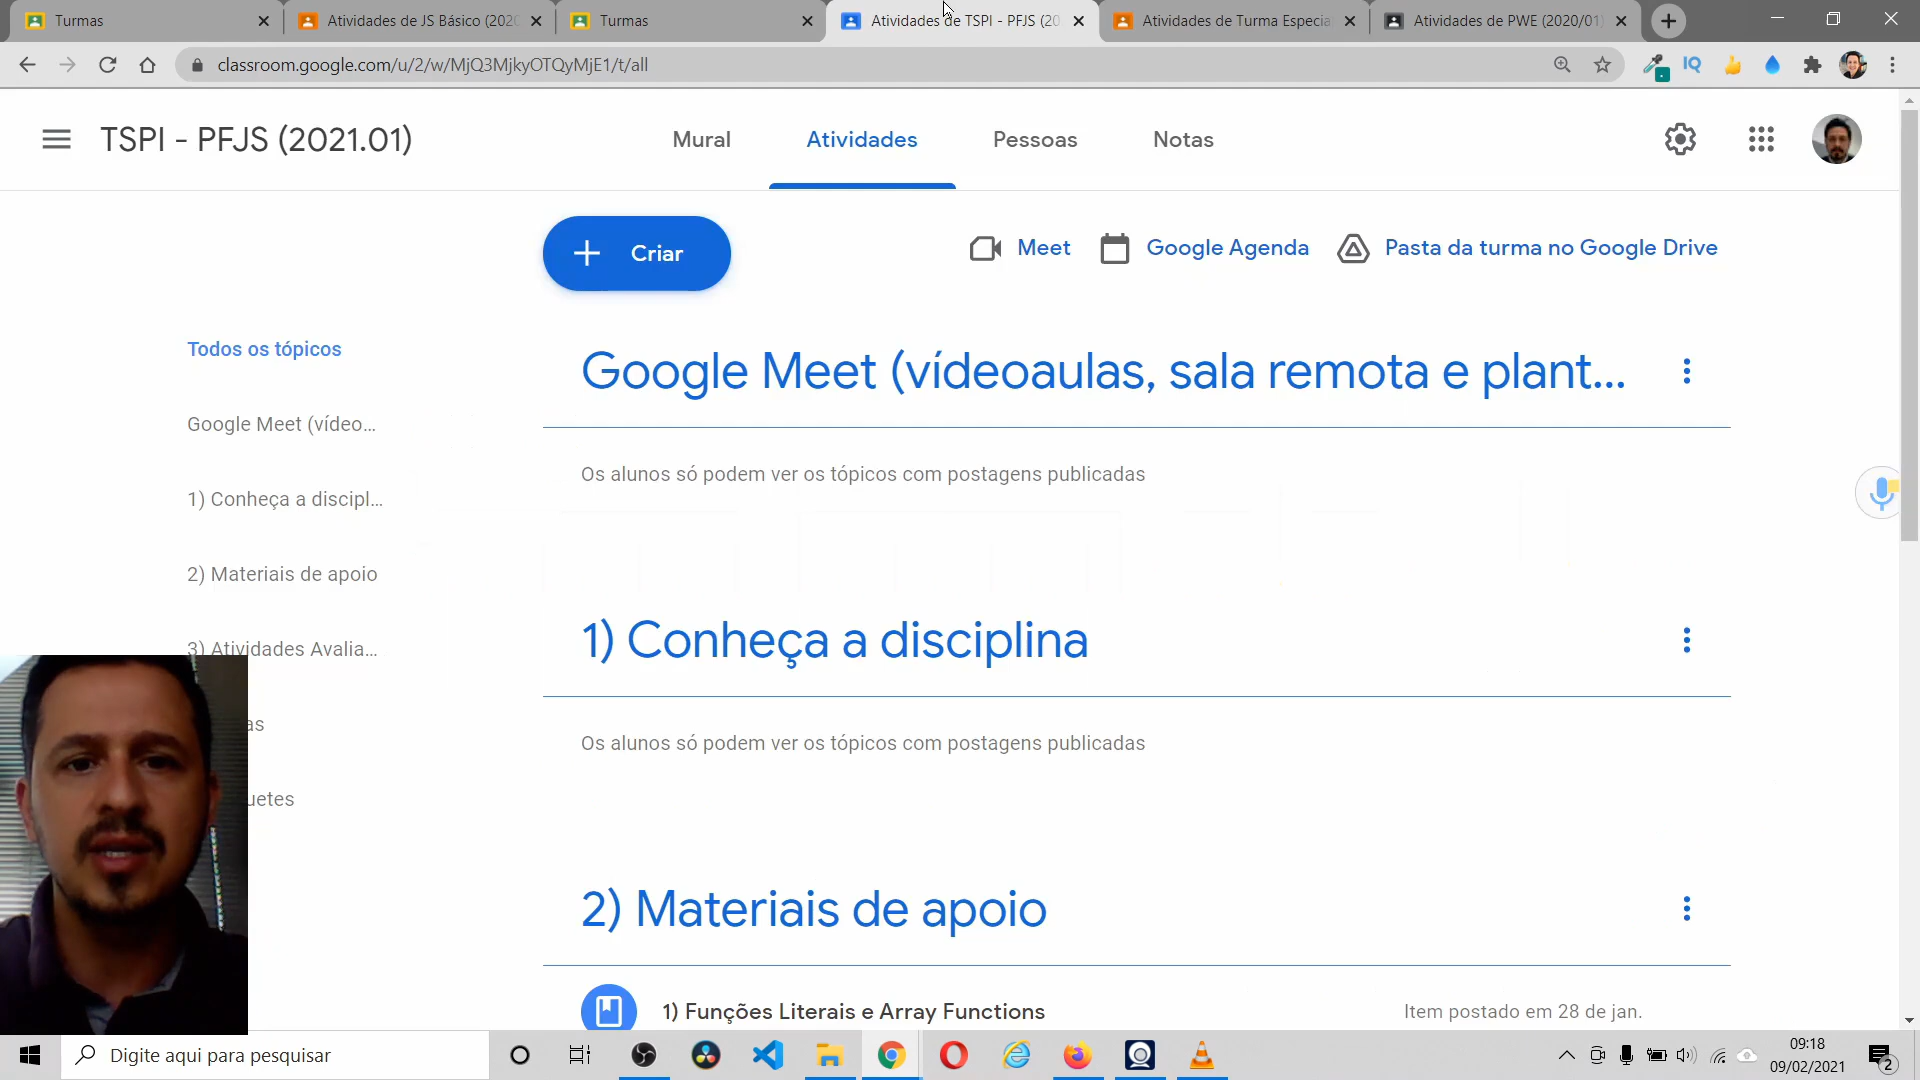 Turmas
Atividades de JS Básico (2020
Turmas
Atividades de TSPI - PFJS (20
Atividades de Turma Especia
Atividades de PWE (2020/01)
classroom.google.com/u/2/w/MjQ3MjkyOTQyMjE1/t/all
IQ
TSPI - PFJS (2021.01)
Mural
Atividades
Pessoas
Notas
Criar
Meet
Google Agenda
Pasta da turma no Google Drive
Todos os tópicos
Google Meet (vídeo...
1) Conheça a discipl...
2) Materiais de apoio
3) Atividades Avalia...
as
uetes
Google Meet (vídeoaulas, sala remota e plant...
Os alunos só podem ver os tópicos com postagens publicadas
1) Conheça a disciplina
Os alunos só podem ver os tópicos com postagens publicadas
2) Materiais de apoio
1) Funções Literais e Array Functions
Item postado em 28 de jan.
Digite aqui para pesquisar
09:18
09/02/2021
2